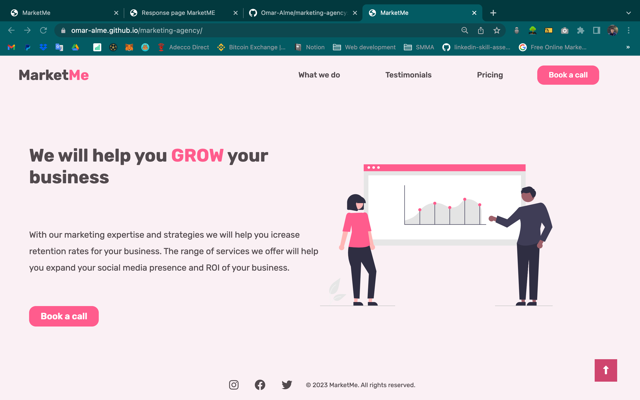 MarketMe
Response page MarketME
Omar-Alme/marketing-agency
MarketMe
omar-alme.github.io/marketing-agency/
Adecco Direct
Bitcoin Exchange |...
Notion
Web development
SMMA
linkedin-skill-asse...
Free Online Marke...
MarketMe
What we do
Testimonials
Pricing
Book a call
We will help you GROW your
business
With our marketing expertise and strategies we will help you icrease
retention rates for your business. The range of services we offer will help
you expand your social media presence and ROI of your business.
Book a call
© 2023 MarketMe. All rights reserved.